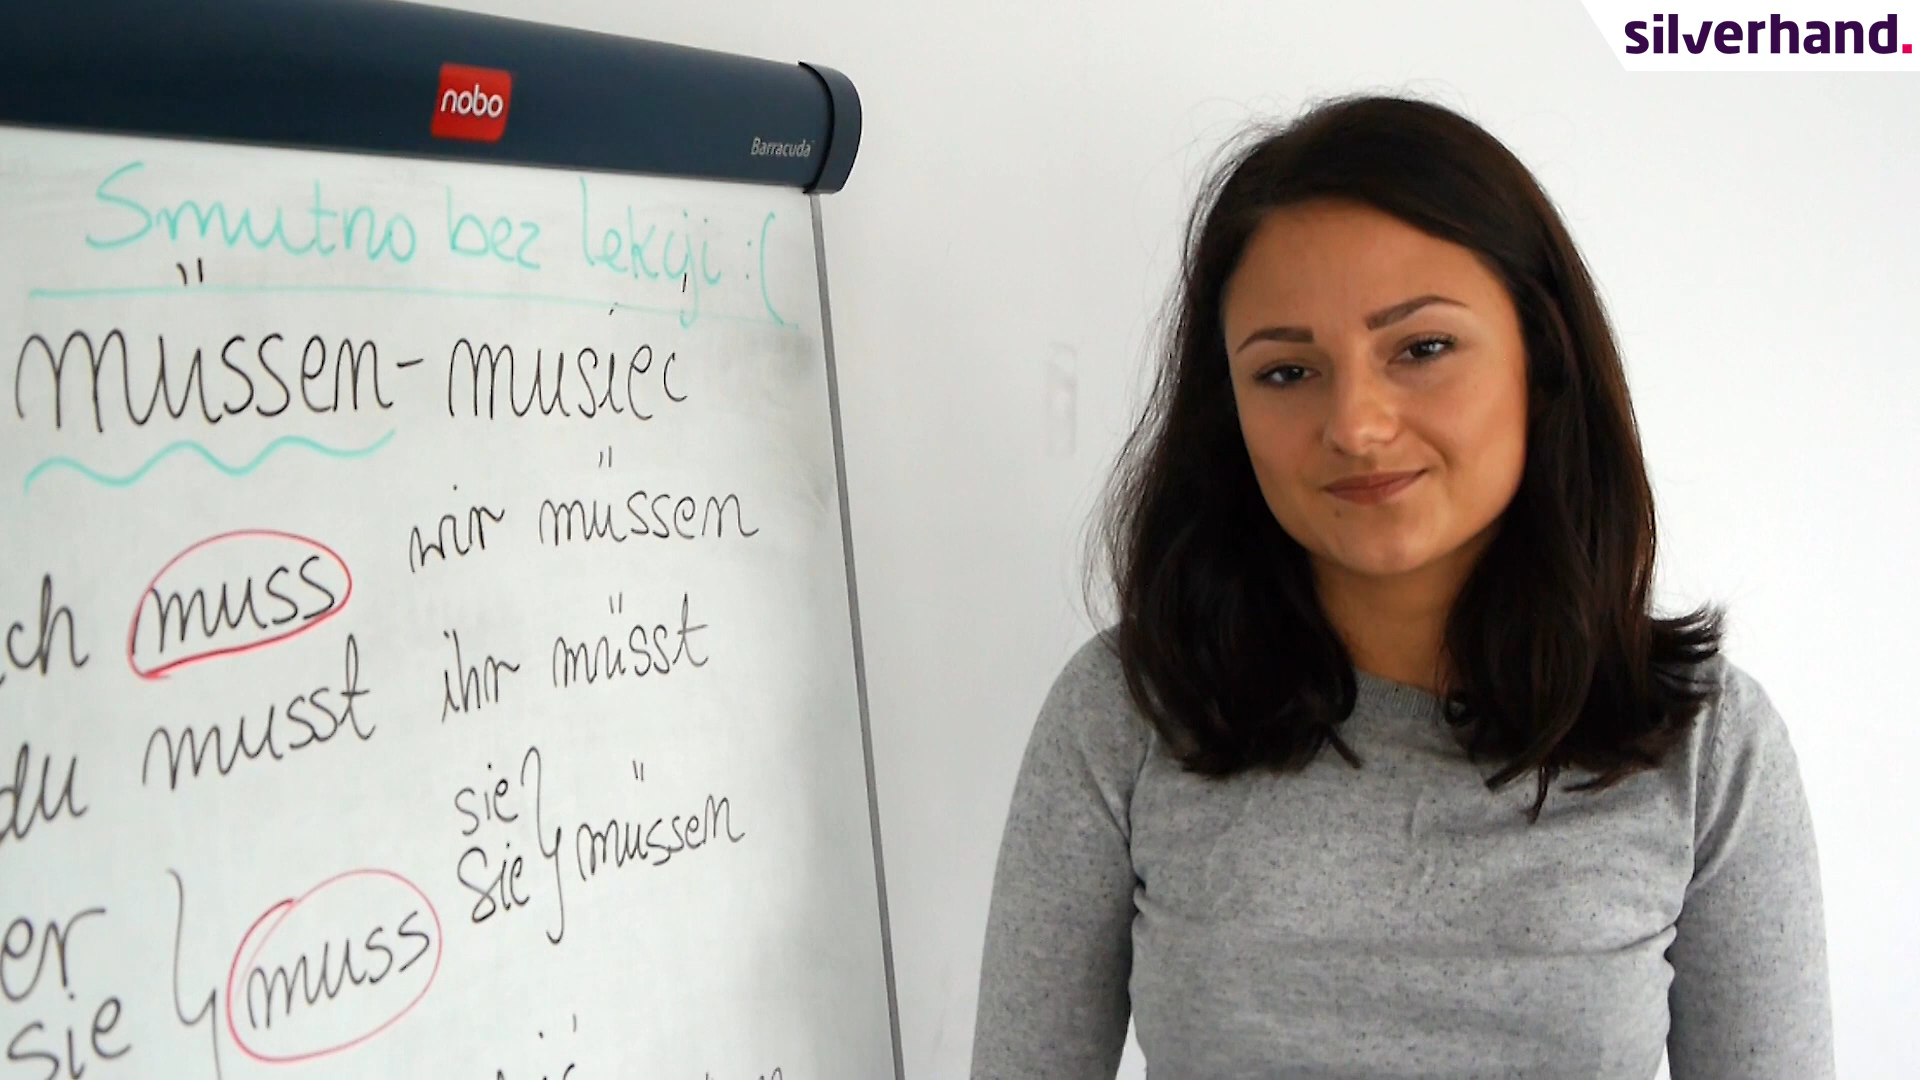 silverhand.
nobo
Barracuda
Smutno bez lekcji :(
müssen - musieć
ch muss wir müssen
du musst ihr müsst
sie
Sie } müssen
er
sie } muss